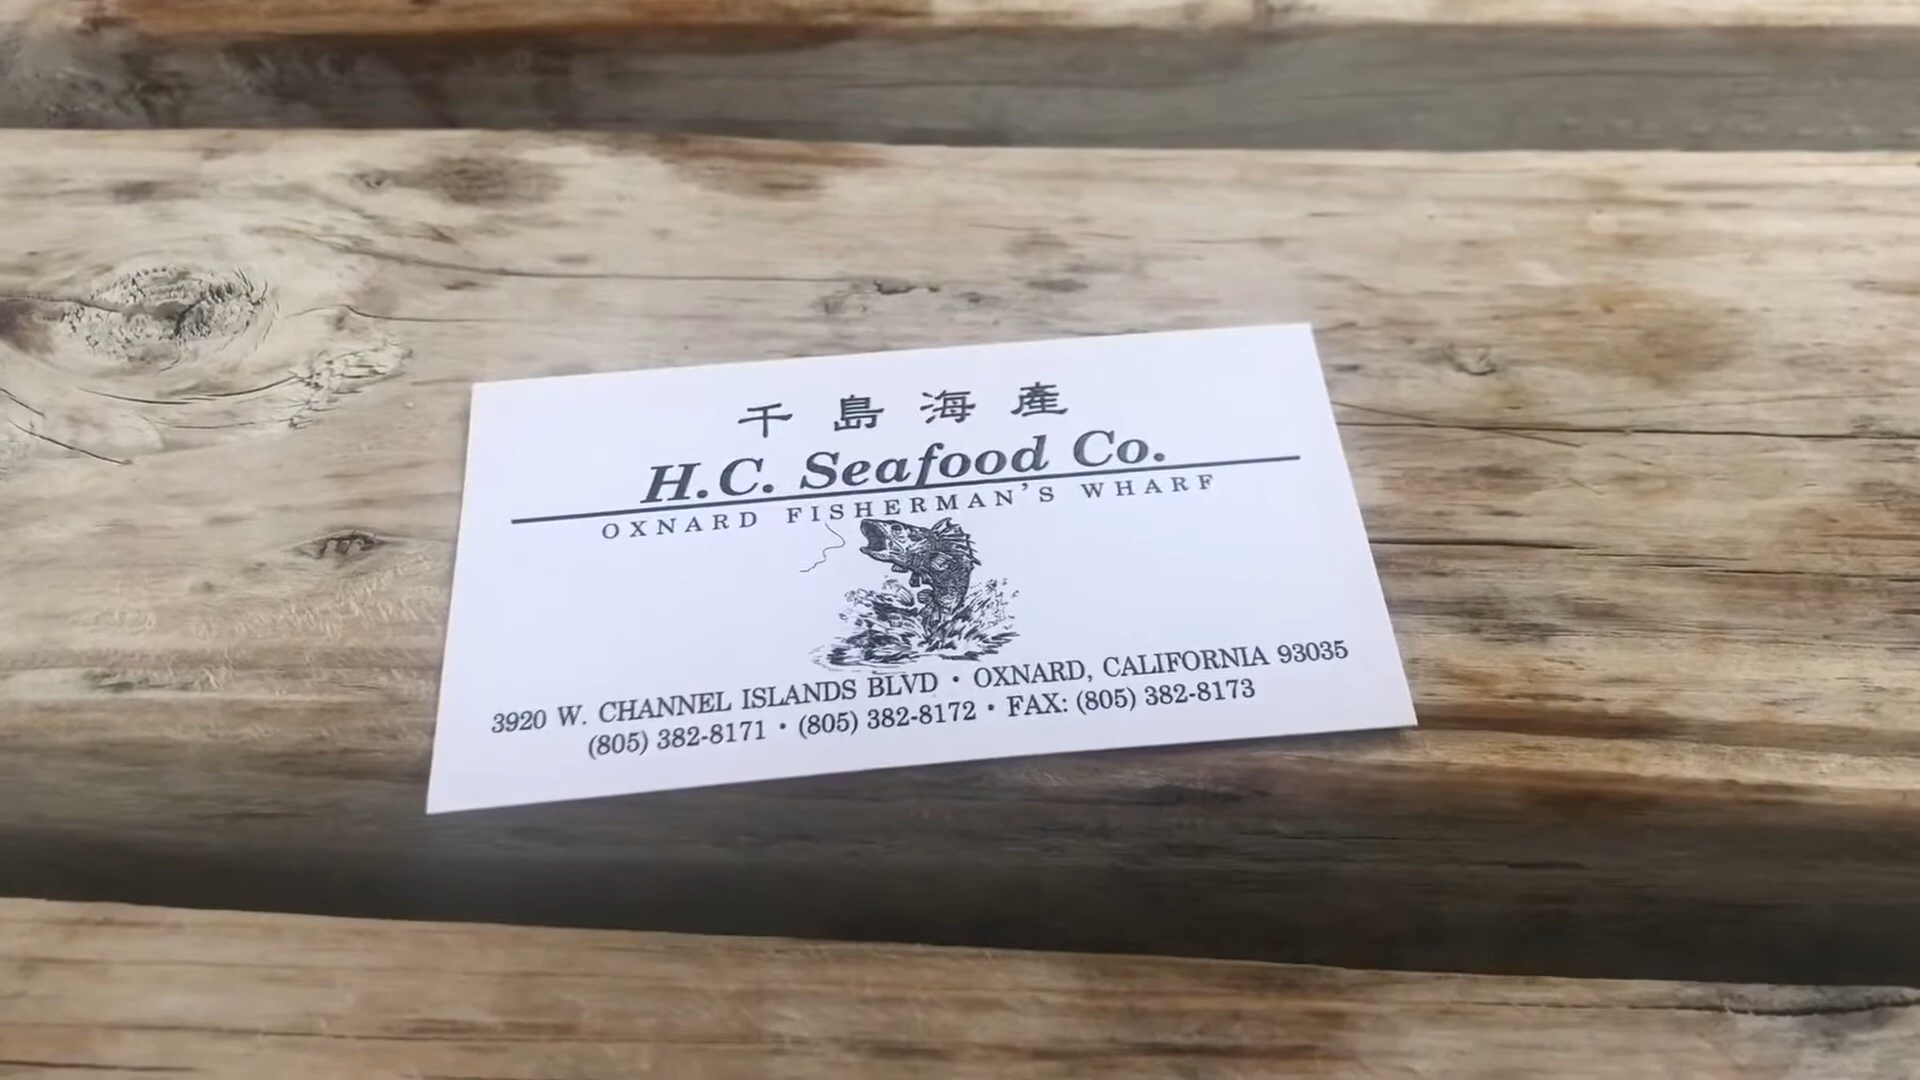 千島海產
H.C. Seafood Co.
OXNARD FISHERMAN'S WHARF
3920 W. CHANNEL ISLANDS BLVD · OXNARD, CALIFORNIA 93035
(805) 382-8171 · (805) 382-8172 · FAX: (805) 382-8173